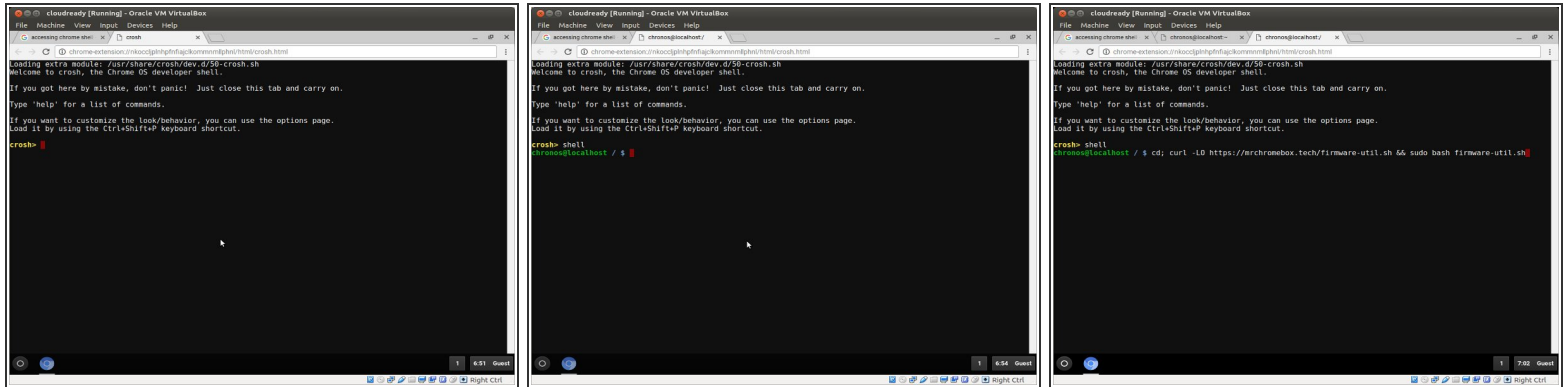 cloudready [Running] - Oracle VM VirtualBox
File Machine View Input Devices Help
accessing chrome shell
crosh
chrome-extension://nkoccljplnhpfnfiajclkommnmllphnl/html/crosh.html
Loading extra module: /usr/share/crosh/dev.d/50-crosh.sh
Welcome to crosh, the Chrome OS developer shell.
If you got here by mistake, don't panic!  Just close this tab and carry on.
Type 'help' for a list of commands.
If you want to customize the look/behavior, you can use the options page.
Load it by using the Ctrl+Shift+P keyboard shortcut.
crosh>
1 6:51 Guest
Right Ctrl
cloudready [Running] - Oracle VM VirtualBox
File Machine View Input Devices Help
accessing chrome shell
chronos@localhost:/
chrome-extension://nkoccljplnhpfnfiajclkommnmllphnl/html/crosh.html
Loading extra module: /usr/share/crosh/dev.d/50-crosh.sh
Welcome to crosh, the Chrome OS developer shell.
If you got here by mistake, don't panic!  Just close this tab and carry on.
Type 'help' for a list of commands.
If you want to customize the look/behavior, you can use the options page.
Load it by using the Ctrl+Shift+P keyboard shortcut.
crosh> shell
chronos@localhost / $
1 6:54 Guest
Right Ctrl
cloudready [Running] - Oracle VM VirtualBox
File Machine View Input Devices Help
accessing chrome shell
chronos@localhost:~
chronos@localhost:/
chrome-extension://nkoccljplnhpfnfiajclkommnmllphnl/html/crosh.html
Loading extra module: /usr/share/crosh/dev.d/50-crosh.sh
Welcome to crosh, the Chrome OS developer shell.
If you got here by mistake, don't panic!  Just close this tab and carry on.
Type 'help' for a list of commands.
If you want to customize the look/behavior, you can use the options page.
Load it by using the Ctrl+Shift+P keyboard shortcut.
crosh> shell
chronos@localhost / $ cd; curl -LO https://mrchromebox.tech/firmware-util.sh && sudo bash firmware-util.sh
1 7:02 Guest
Right Ctrl